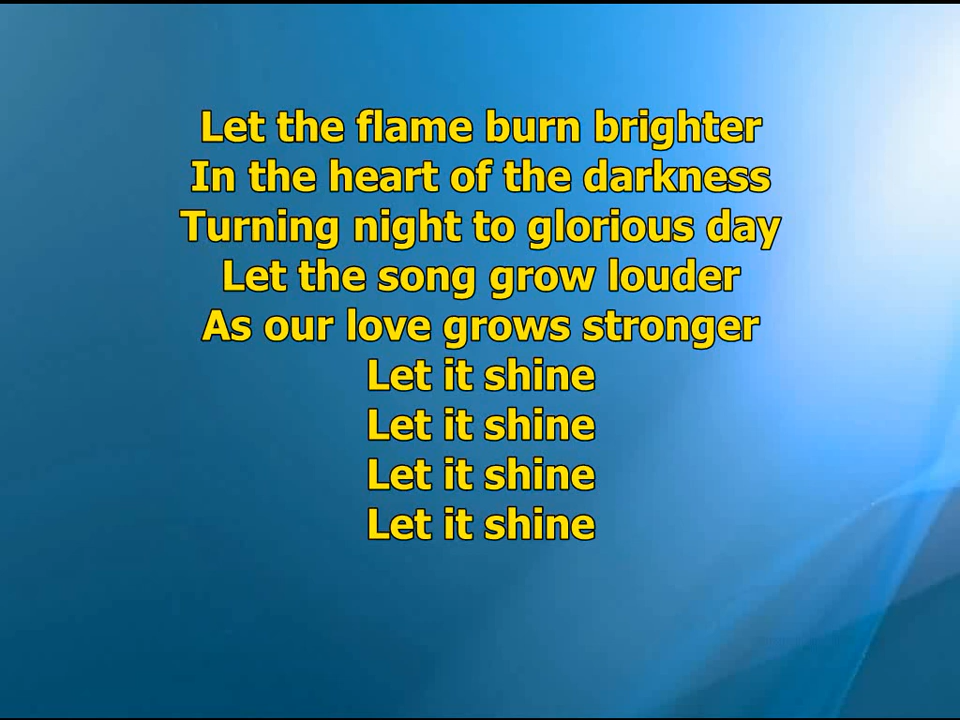 Let the flame burn brighter
In the heart of the darkness
Turning night to glorious day
Let the song grow louder
As our love grows stronger
Let it shine
Let it shine
Let it shine
Let it shine